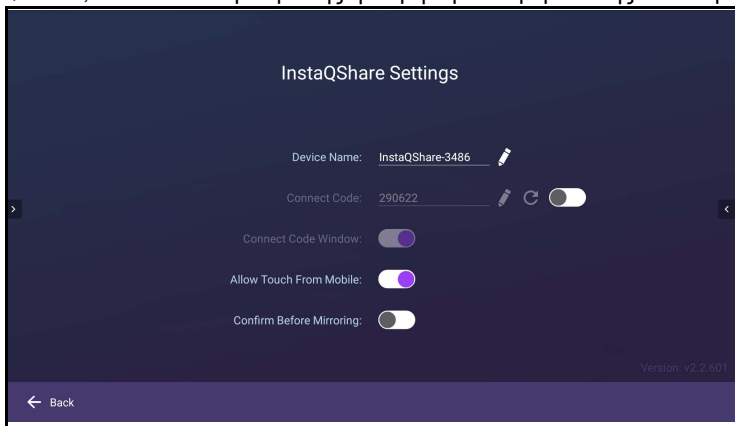 InstaQShare Settings
Device Name: InstaQShare-3486
Connect Code: 290622
Connect Code Window:
Allow Touch From Mobile:
Confirm Before Mirroring:
Version: v2.2.601
Back